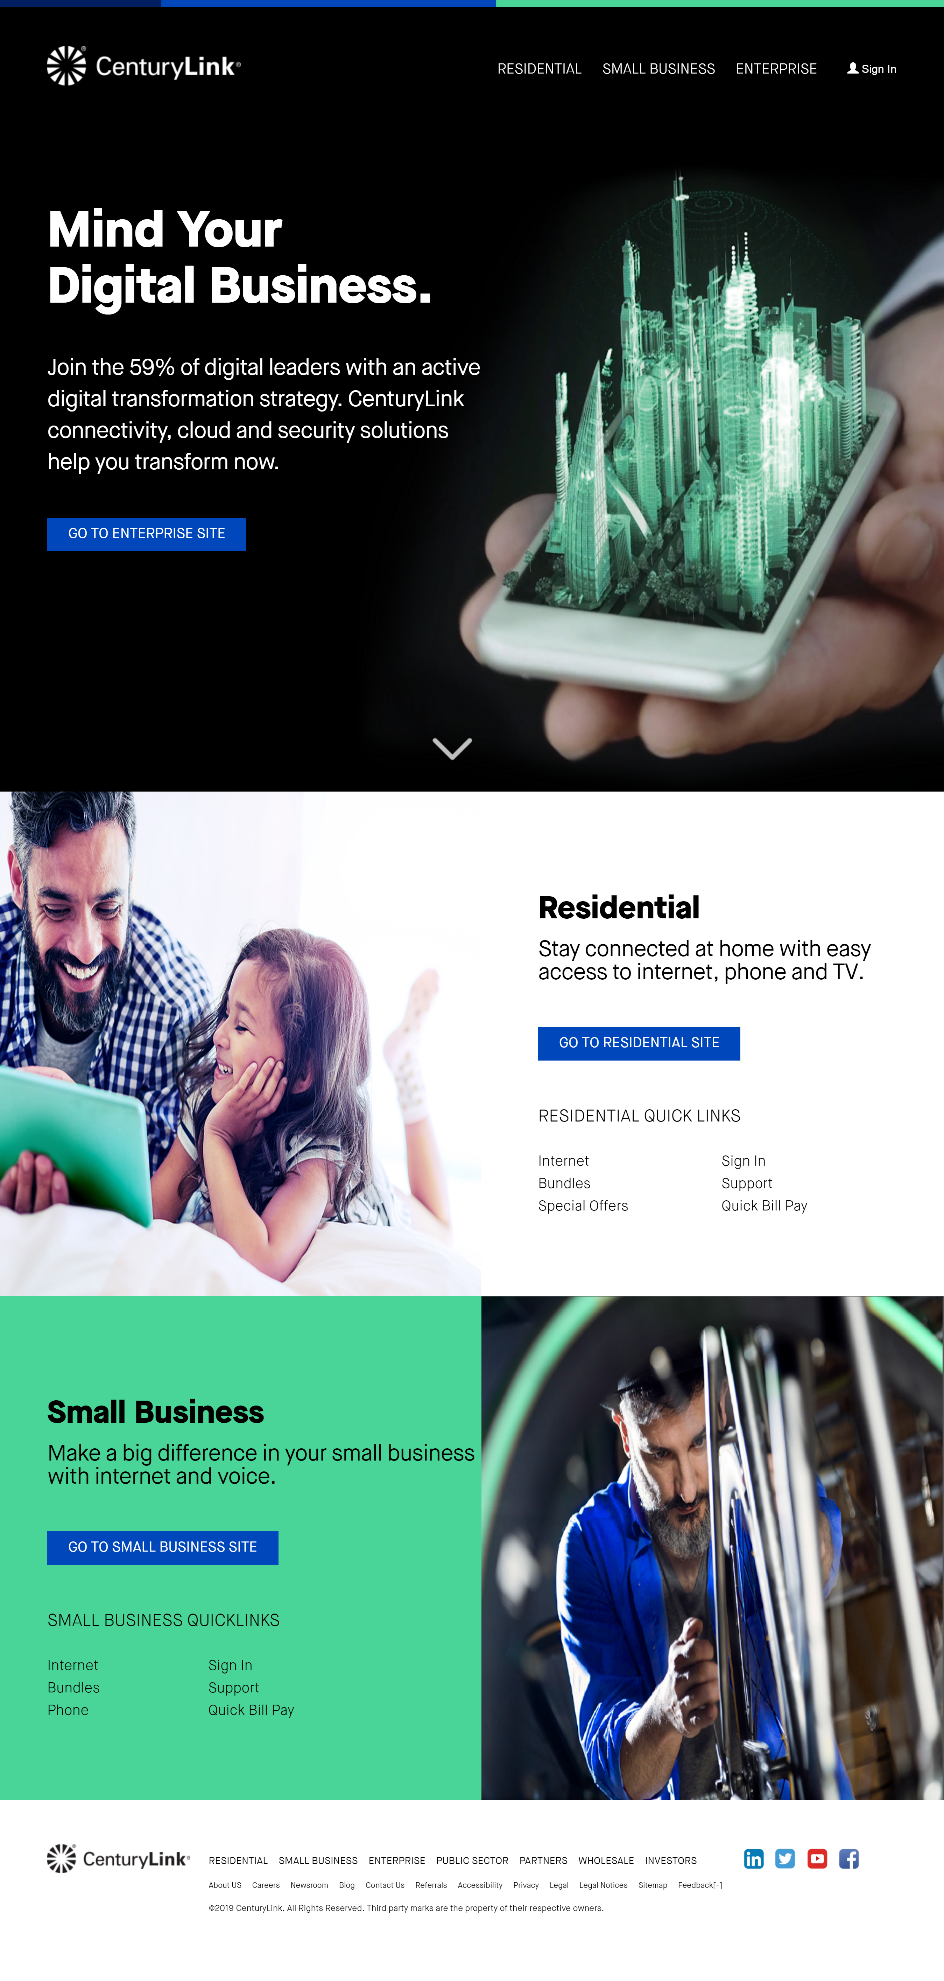 CenturyLink®
RESIDENTIAL SMALL BUSINESS ENTERPRISE Sign In
Mind Your
Digital Business.
Join the 59% of digital leaders with an active
digital transformation strategy. CenturyLink
connectivity, cloud and security solutions
help you transform now.
GO TO ENTERPRISE SITE
Residential
Stay connected at home with easy
access to internet, phone and TV.
GO TO RESIDENTIAL SITE
RESIDENTIAL QUICK LINKS
Internet Sign In
Bundles Support
Special Offers Quick Bill Pay
Small Business
Make a big difference in your small business
with internet and voice.
GO TO SMALL BUSINESS SITE
SMALL BUSINESS QUICKLINKS
Internet Sign In
Bundles Support
Phone Quick Bill Pay
CenturyLink®
RESIDENTIAL SMALL BUSINESS ENTERPRISE PUBLIC SECTOR PARTNERS WHOLESALE INVESTORS
About US Careers Newsroom Blog Contact Us Referrals Accessibility Privacy Legal Legal Notices Sitemap Feedback[-]
©2019 CenturyLink. All Rights Reserved. Third party marks are the property of their respective owners.